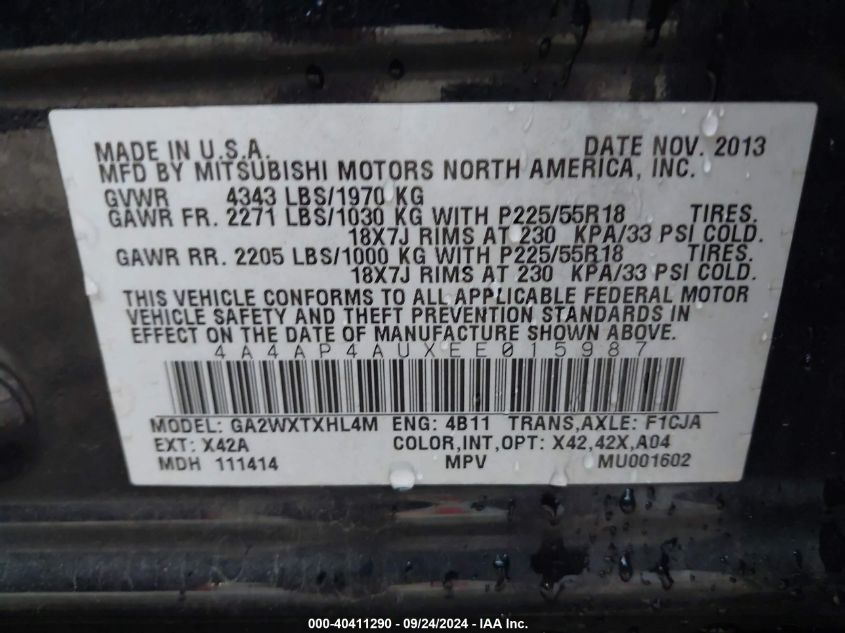 MADE IN U.S.A. DATE NOV. 2013
MFD BY MITSUBISHI MOTORS NORTH AMERICA, INC.
GVWR 4343 LBS/1970 KG
GAWR FR. 2271 LBS/1030 KG WITH P225/55R18 TIRES.
18X7J RIMS AT 230 KPA/33 PSI COLD.
GAWR RR. 2205 LBS/1000 KG WITH P225/55R18 TIRES.
18X7J RIMS AT 230 KPA/33 PSI COLD.
THIS VEHICLE CONFORMS TO ALL APPLICABLE FEDERAL MOTOR
VEHICLE SAFETY AND THEFT PREVENTION STANDARDS IN
EFFECT ON THE DATE OF MANUFACTURE SHOWN ABOVE.
4A4AP4AUXEE015987
MODEL: GA2WXTXHL4M ENG: 4B11 TRANS,AXLE: F1CJA
EXT: X42A COLOR,INT,OPT: X42,42X,A04
MDH 111414 MPV MU001602
000-40411290 - 09/24/2024 - IAA Inc.